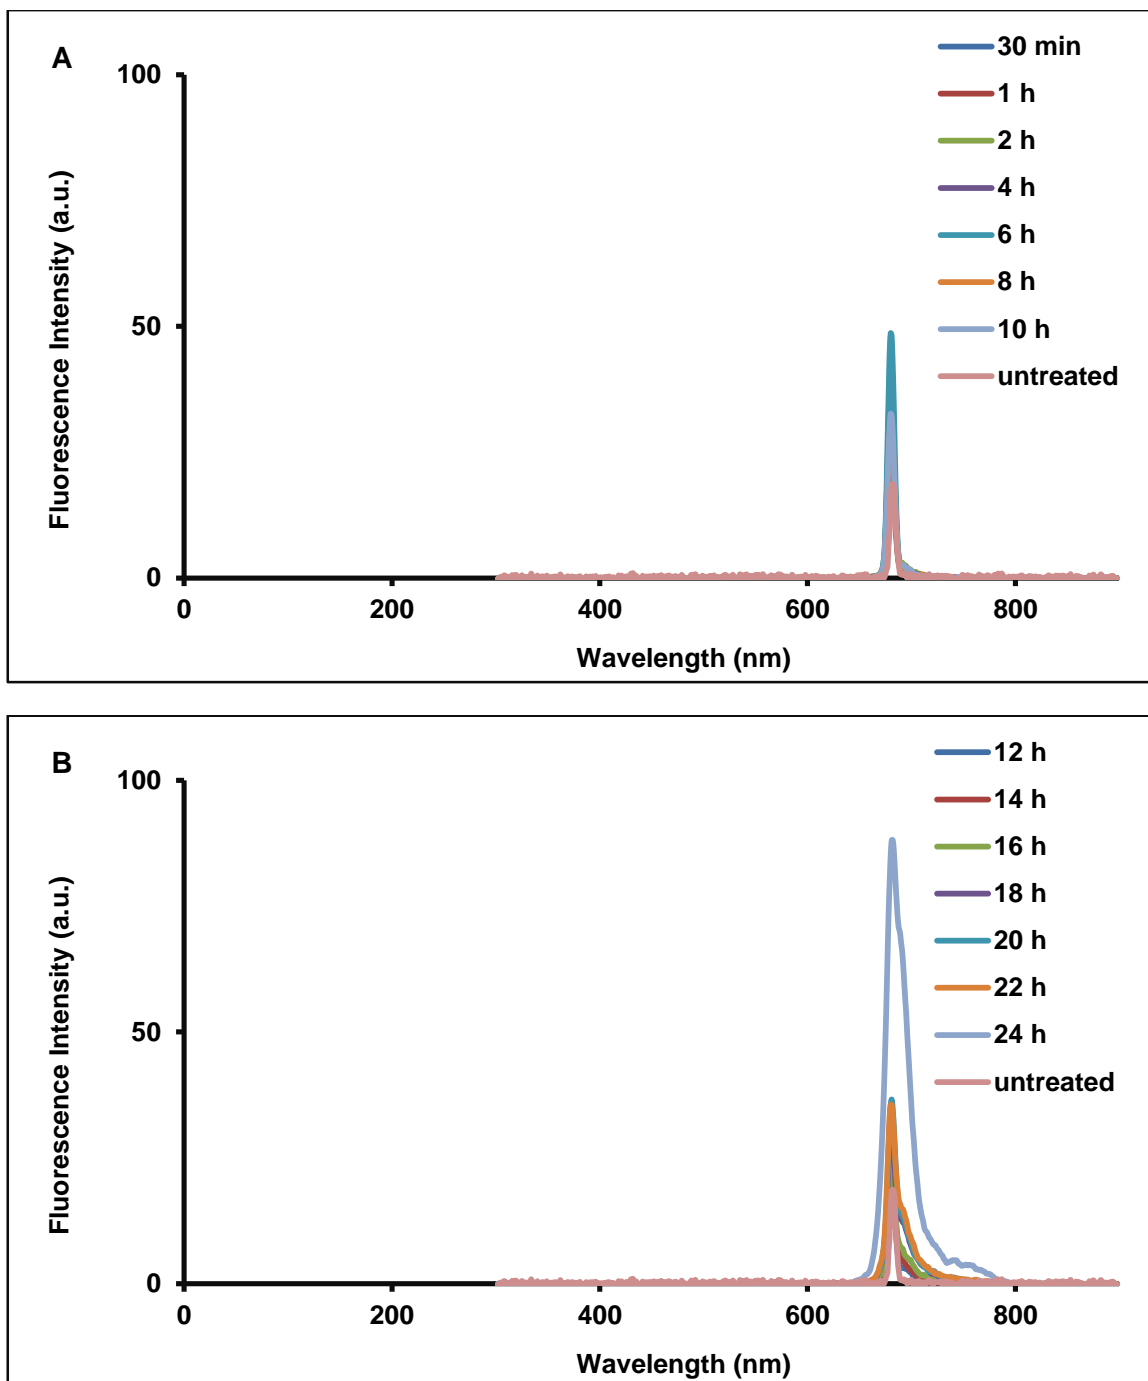 A
100
50
0
0 200 400 600 800
Fluorescence Intensity (a.u.)
Wavelength (nm)
30 min
1 h
2 h
4 h
6 h
8 h
10 h
untreated
B
100
50
0
0 200 400 600 800
Fluorescence Intensity (a.u.)
Wavelength (nm)
12 h
14 h
16 h
18 h
20 h
22 h
24 h
untreated